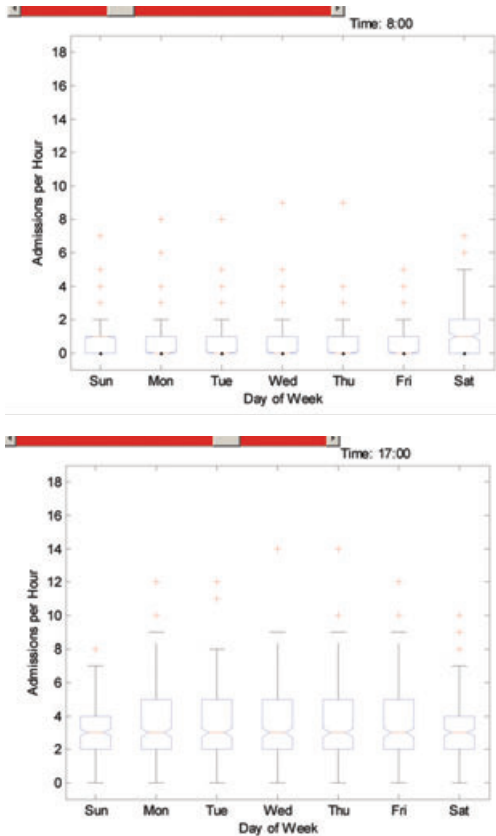 Time: 8:00
18
16
14
12
10
8
6
4
2
0
Admissions per Hour
Sun Mon Tue Wed Thu Fri Sat
Day of Week
Time: 17:00
18
16
14
12
10
8
6
4
2
0
Admissions per Hour
Sun Mon Tue Wed Thu Fri Sat
Day of Week